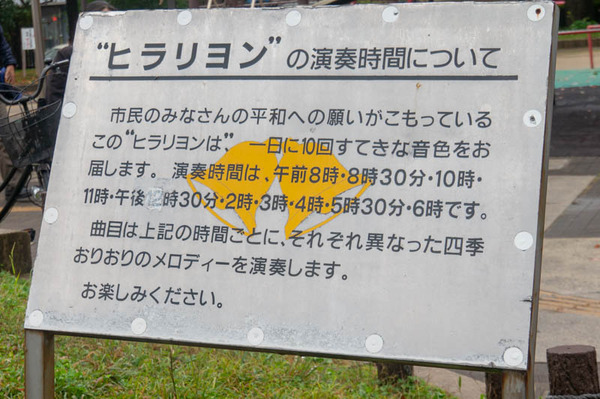 “ヒラリヨン”の演奏時間について
市民のみなさんの平和への願いがこもっている
この“ヒラリヨンは”　一日に10回すてきな音色をお
届します。演奏時間は、午前8時・8時30分・10時・
11時・午後12時30分・2時・3時・4時・5時30分・6時です。
曲目は上記の時間ごとに、それぞれ異なった四季
おりおりのメロディーを演奏します。
お楽しみください。